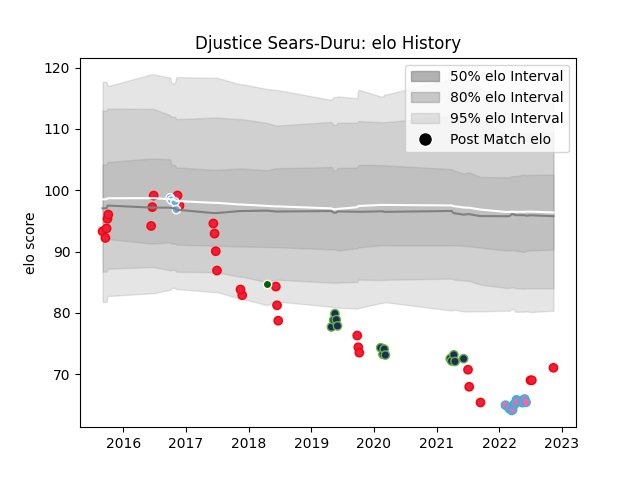 Djustice Sears-Duru: elo History
120
110
100
90
80
70
elo score
50% elo Interval
80% elo Interval
95% elo Interval
Post Match elo
2016 2017 2018 2019 2020 2021 2022 2023